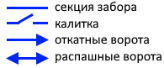 секция забора
калитка
откатные ворота
распашные ворота